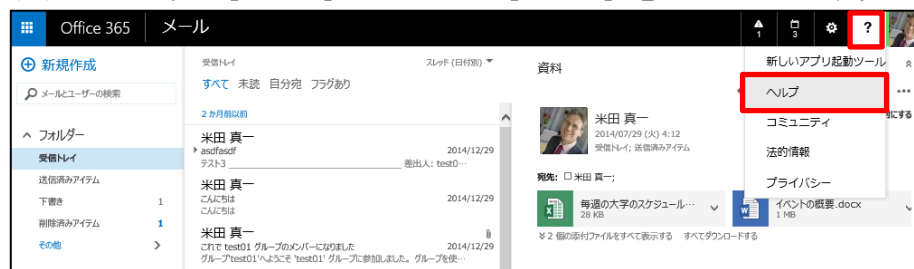 Office 365 メール
1 3 ?
新規作成
メールとユーザーの検索
フォルダー
受信トレイ
送信済みアイテム
下書き 1
削除済みアイテム 1
その他
受信トレイ スレッド (日付別)
すべて 未読 自分宛 フラグあり
2 か月前以前
米田 真一
asdfasdf 2014/12/29
テスト3 差出人: test0…
米田 真一
こんにちは 2014/12/29
こんにちは
米田 真一
これで test01 グループのメンバーになりました 2014/12/29
グループ'test01'へようこそ 'test01' グループに参加しました。グループを使…
資料
米田 真一
2014/07/29 (火) 4:12
受信トレイ; 送信済みアイテム
宛先: 米田 真一;
毎週の大学のスケジュール…
28 KB
イベントの概要.docx
1 MB
2 個の添付ファイルをすべて表示する すべてダウンロードする
新しいアプリ起動ツール
ヘルプ
コミュニティ
法的情報
プライバシー